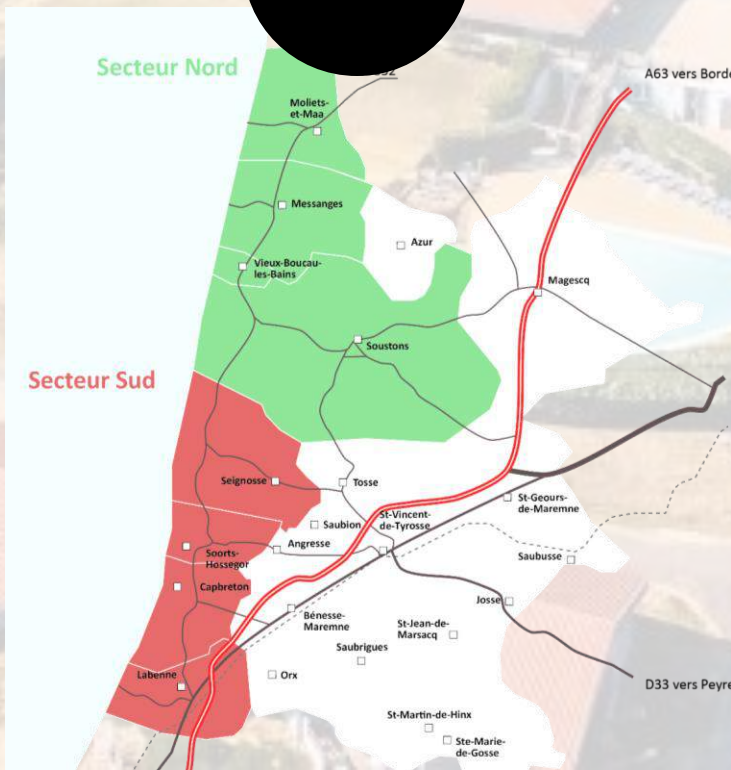 Secteur Nord
A63 vers Borde
Moliets-
et-Maa
Messanges
Azur
Vieux-Boucau-
les-Bains
Magescq
Soustons
Secteur Sud
Seignosse
Tosse
St-Geours-
de-Maremne
St-Vincent-
de-Tyrosse
Saubion
Angresse
Soorts-
Hossegor
Saubusse
Capbreton
Josse
Bénesse-
Maremne
St-Jean-de-
Marsacq
Saubrigues
Labenne
Orx
D33 vers Peyre
St-Martin-de-Hinx
Ste-Marie-
de-Gosse